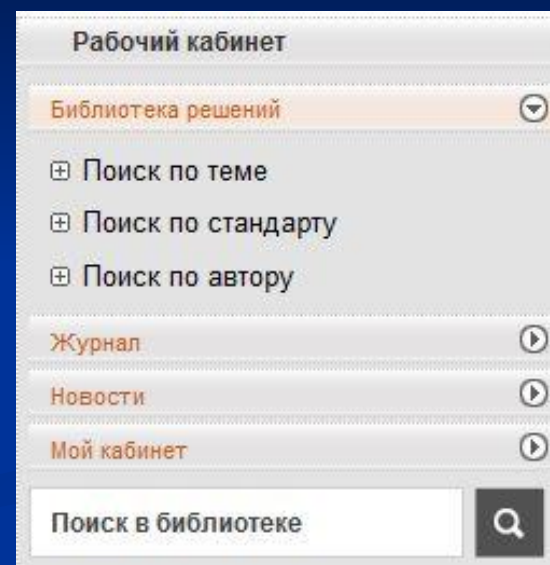 Рабочий кабинет
Библиотека решений
Поиск по теме
Поиск по стандарту
Поиск по автору
Журнал
Новости
Мой кабинет
Поиск в библиотеке